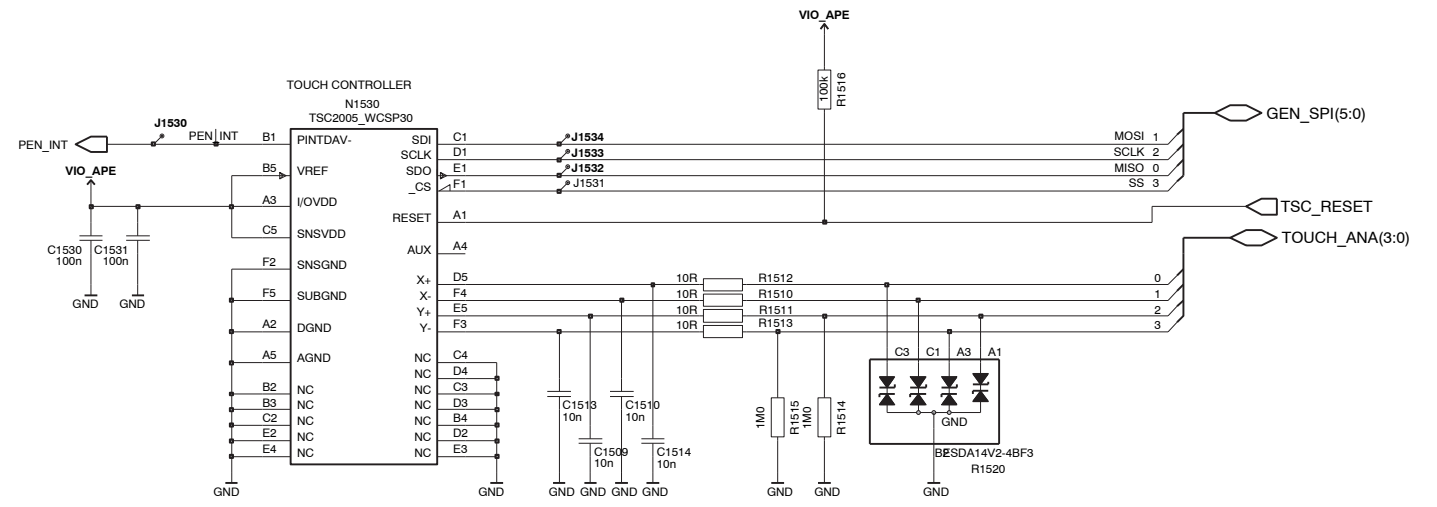 VIO_APE
100k
R1516
TOUCH CONTROLLER
N1530
TSC2005_WCSP30
GEN_SPI(5:0)
J1530
PEN_INT
PEN_INT
B1
PINTDAV-
SDI
C1
J1534
MOSI 1
SCLK
D1
J1533
SCLK 2
VIO_APE
B5
VREF
SDO
E1
J1532
MISO 0
_CS
F1
J1531
SS 3
A3
I/OVDD
RESET
A1
TSC_RESET
C5
SNSVDD
AUX
A4
TOUCH_ANA(3:0)
C1530
100n
C1531
100n
F2
SNSGND
X+
D5
10R
R1512
0
GND
GND
F5
SUBGND
X-
F4
10R
R1510
1
Y+
E5
10R
R1511
2
A2
DGND
Y-
F3
10R
R1513
3
A5
AGND
NC
C4
C3
C1
A3
A1
NC
D4
B2
NC
NC
C3
B3
NC
NC
D3
C2
NC
NC
B4
E2
NC
NC
D2
E4
NC
NC
E3
C1513
10n
C1510
10n
C1509
10n
C1514
10n
1M0
R1515
1M0
R1514
GND
B2
ESDA14V2-4BF3
R1520
GND
GND
GND
GND
GND
GND
GND
GND
GND